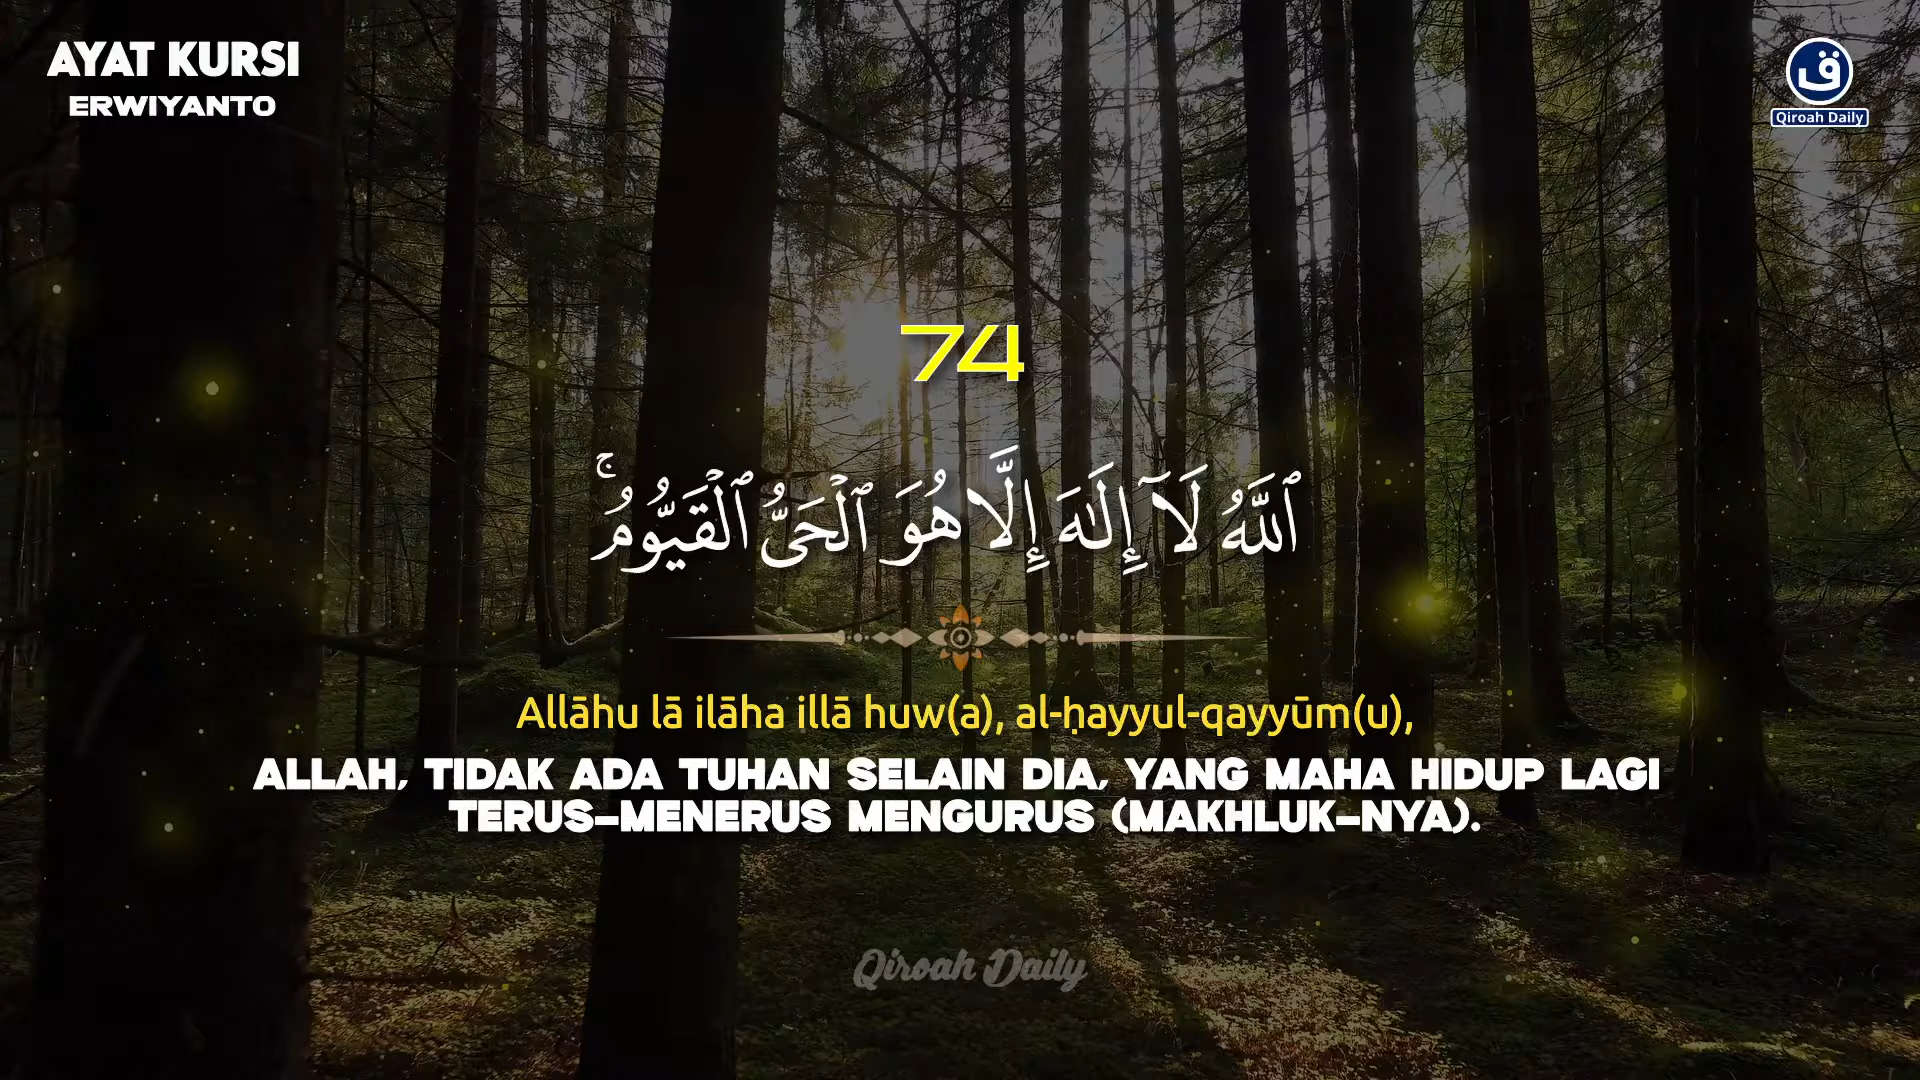 AYAT KURSI
ERWIYANTO
ق
Qiroah Daily
74
ٱللَّهُ لَآ إِلَـٰهَ إِلَّا هُوَ ٱلْحَىُّ ٱلْقَيُّومُ ۚ
Allāhu lā ilāha illā huw(a), al-ḥayyul-qayyūm(u),
ALLAH, TIDAK ADA TUHAN SELAIN DIA, YANG MAHA HIDUP LAGI
TERUS-MENERUS MENGURUS (MAKHLUK-NYA).
Qiroah Daily